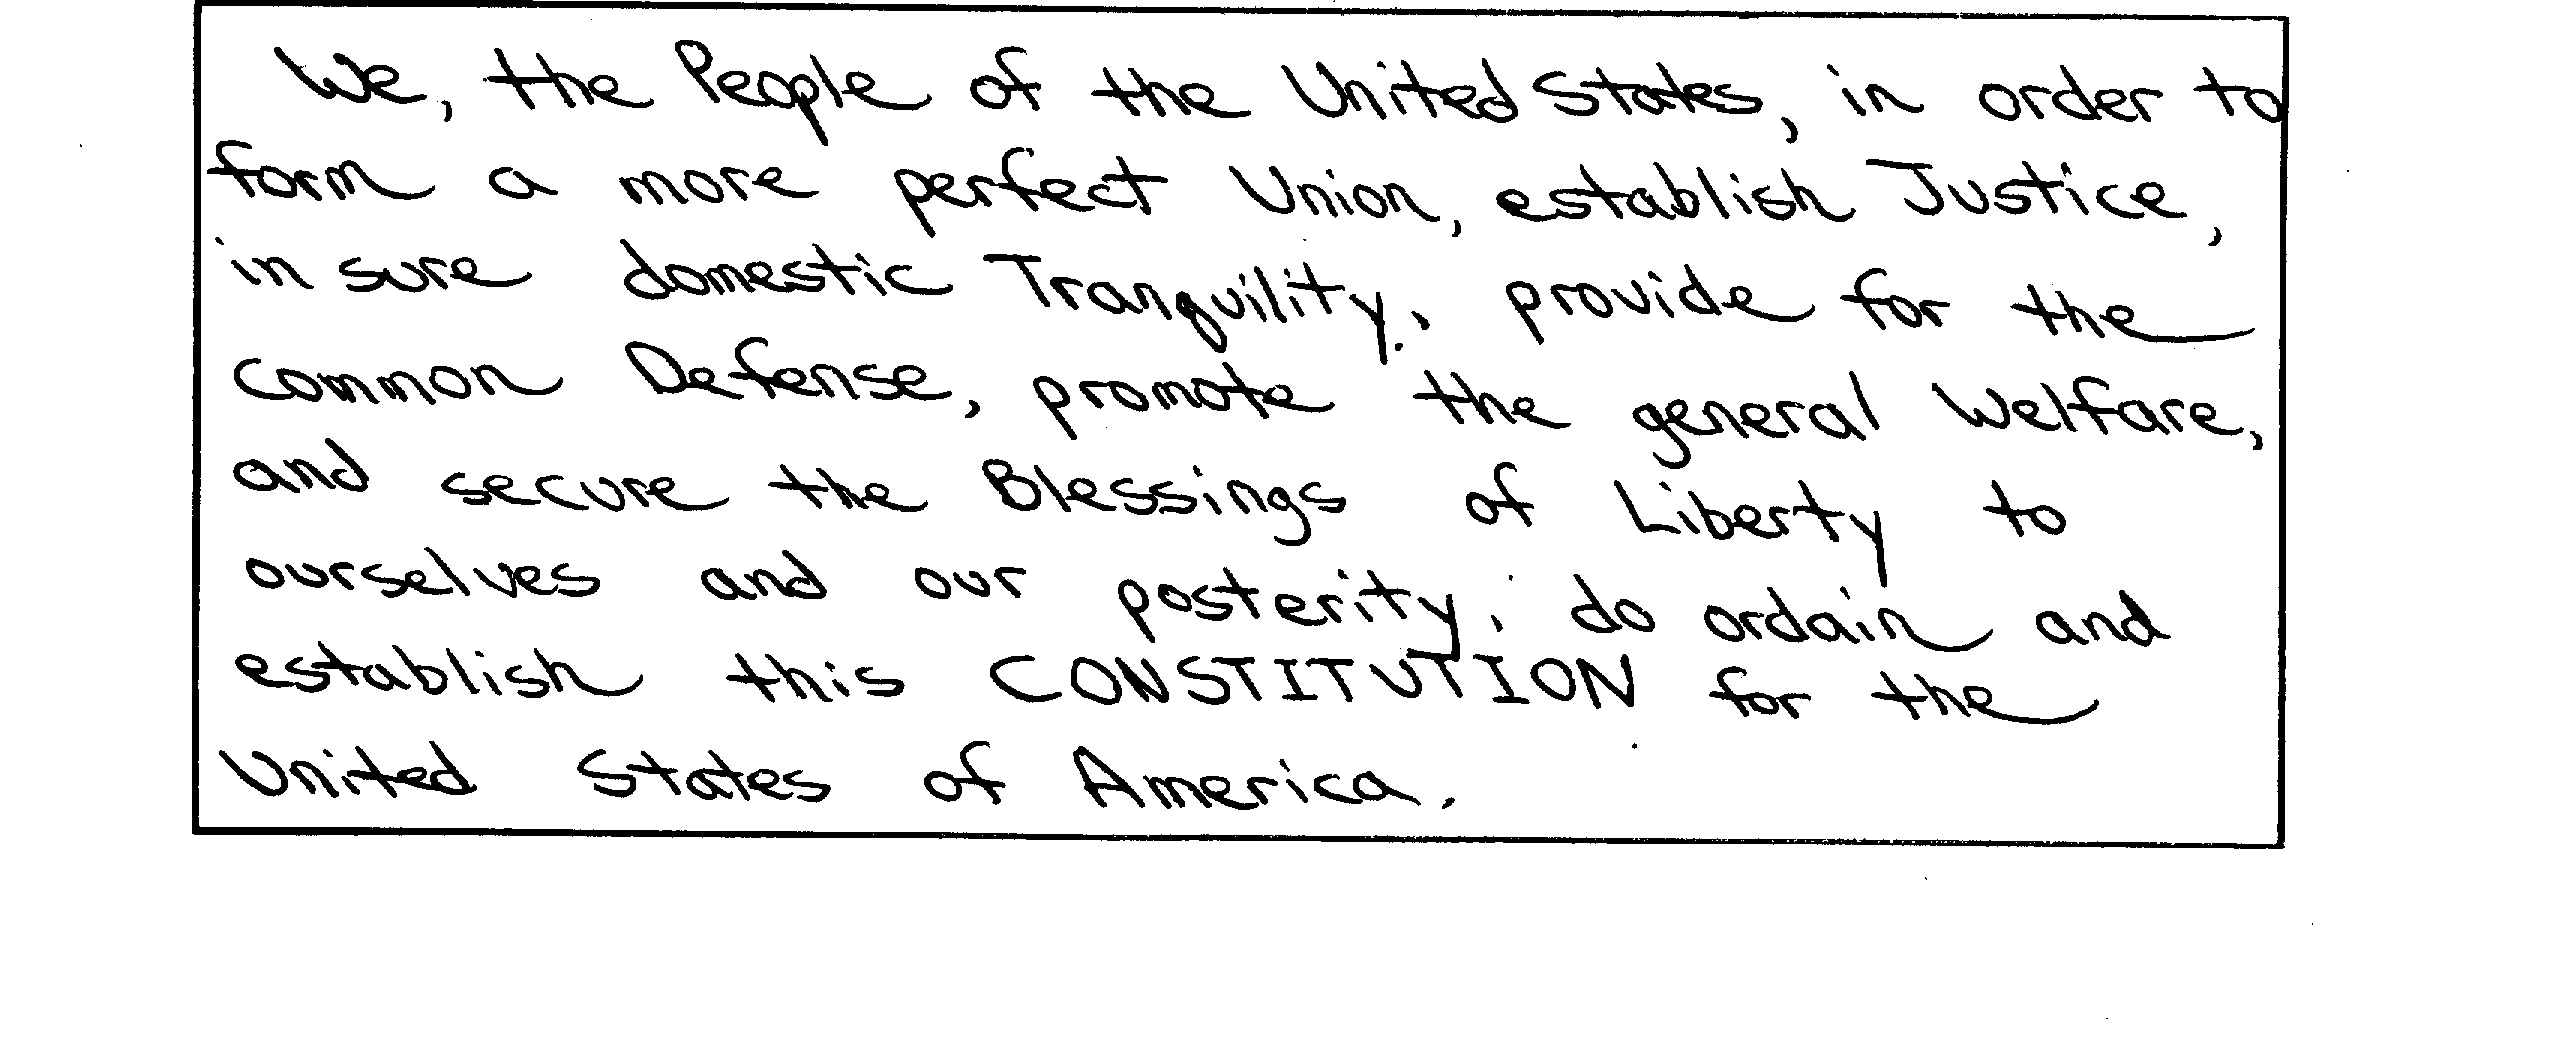 We, the People of the United States, in order to
form a more perfect Union, establish Justice,
insure domestic Tranquility, provide for the
common Defense, promote the general Welfare,
and secure the Blessings of Liberty to
ourselves and our posterity, do ordain and
establish this CONSTITUTION for the
United States of America.